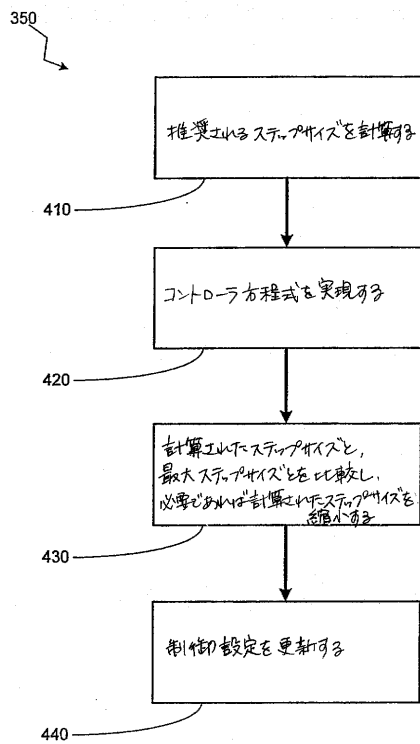 350
推奨されるステップサイズを計算する
410
コントローラ方程式を実現する
420
計算されたステップサイズと、
最大ステップサイズとを比較し、
必要であれば計算されたステップサイズを
縮小する
430
制御設定を更新する
440